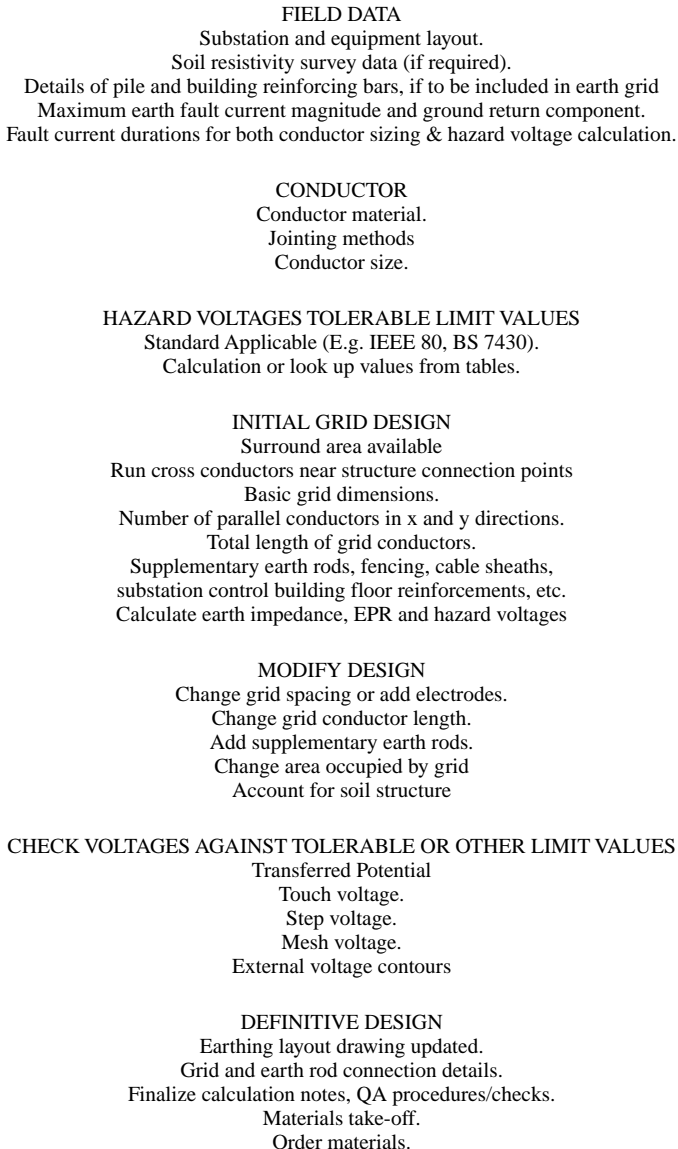 FIELD DATA
Substation and equipment layout.
Soil resistivity survey data (if required).
Details of pile and building reinforcing bars, if to be included in earth grid
Maximum earth fault current magnitude and ground return component.
Fault current durations for both conductor sizing & hazard voltage calculation.
CONDUCTOR
Conductor material.
Jointing methods
Conductor size.
HAZARD VOLTAGES TOLERABLE LIMIT VALUES
Standard Applicable (E.g. IEEE 80, BS 7430).
Calculation or look up values from tables.
INITIAL GRID DESIGN
Surround area available
Run cross conductors near structure connection points
Basic grid dimensions.
Number of parallel conductors in x and y directions.
Total length of grid conductors.
Supplementary earth rods, fencing, cable sheaths,
substation control building floor reinforcements, etc.
Calculate earth impedance, EPR and hazard voltages
MODIFY DESIGN
Change grid spacing or add electrodes.
Change grid conductor length.
Add supplementary earth rods.
Change area occupied by grid
Account for soil structure
CHECK VOLTAGES AGAINST TOLERABLE OR OTHER LIMIT VALUES
Transferred Potential
Touch voltage.
Step voltage.
Mesh voltage.
External voltage contours
DEFINITIVE DESIGN
Earthing layout drawing updated.
Grid and earth rod connection details.
Finalize calculation notes, QA procedures/checks.
Materials take-off.
Order materials.